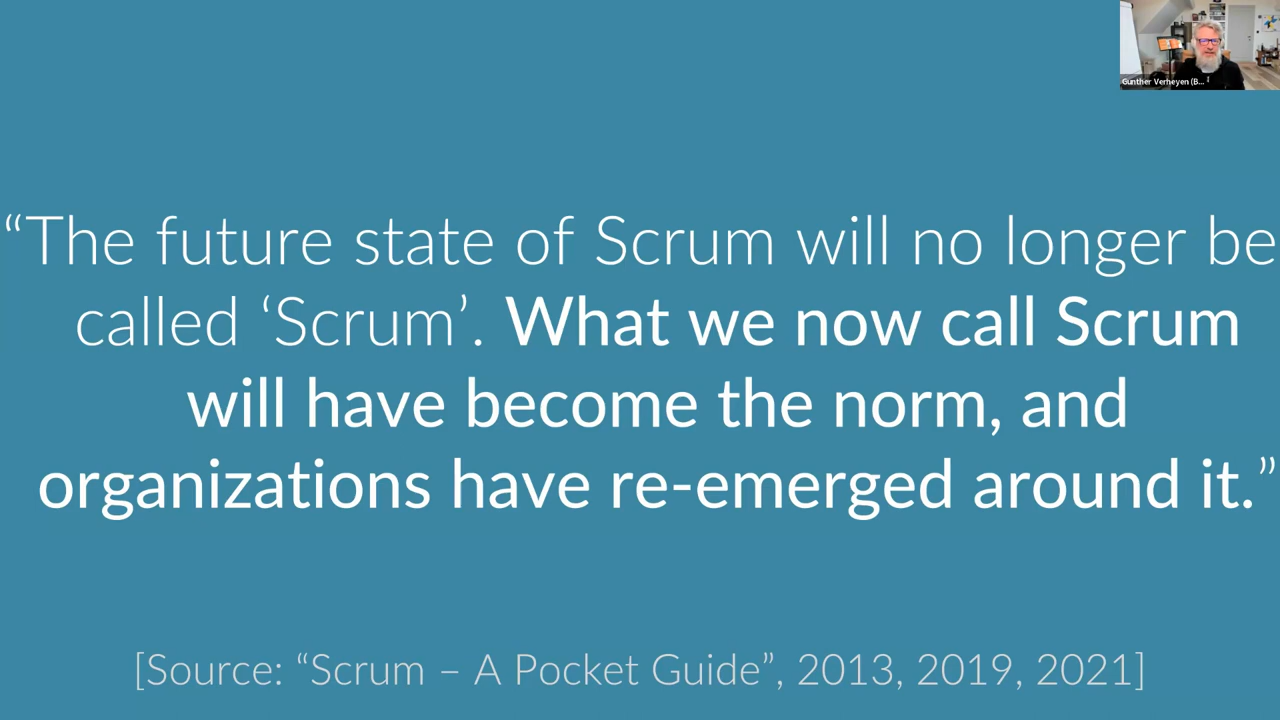 Gunther Verheyen (B...
“The future state of Scrum will no longer be
called ‘Scrum’. What we now call Scrum
will have become the norm, and
organizations have re-emerged around it.”
[Source: “Scrum – A Pocket Guide”, 2013, 2019, 2021]